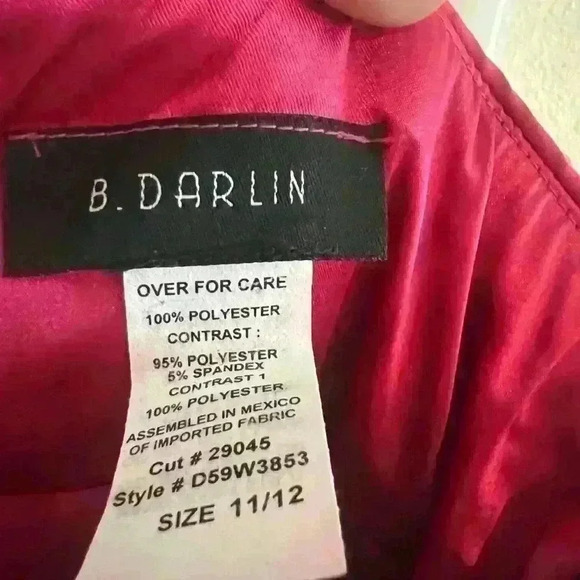 B. DARLIN
OVER FOR CARE
100% POLYESTER
CONTRAST :
95% POLYESTER
5% SPANDEX
CONTRAST 1
100% POLYESTER
ASSEMBLED IN MEXICO
OF IMPORTED FABRIC
Cut # 29045
Style # D59W3853
SIZE 11/12